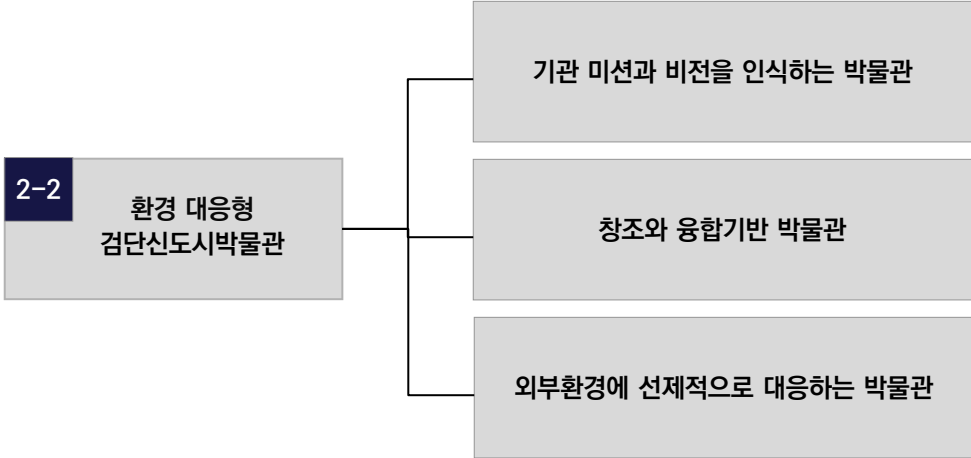 기관 미션과 비전을 인식하는 박물관
2-2
환경 대응형
검단신도시박물관
창조와 융합기반 박물관
외부환경에 선제적으로 대응하는 박물관